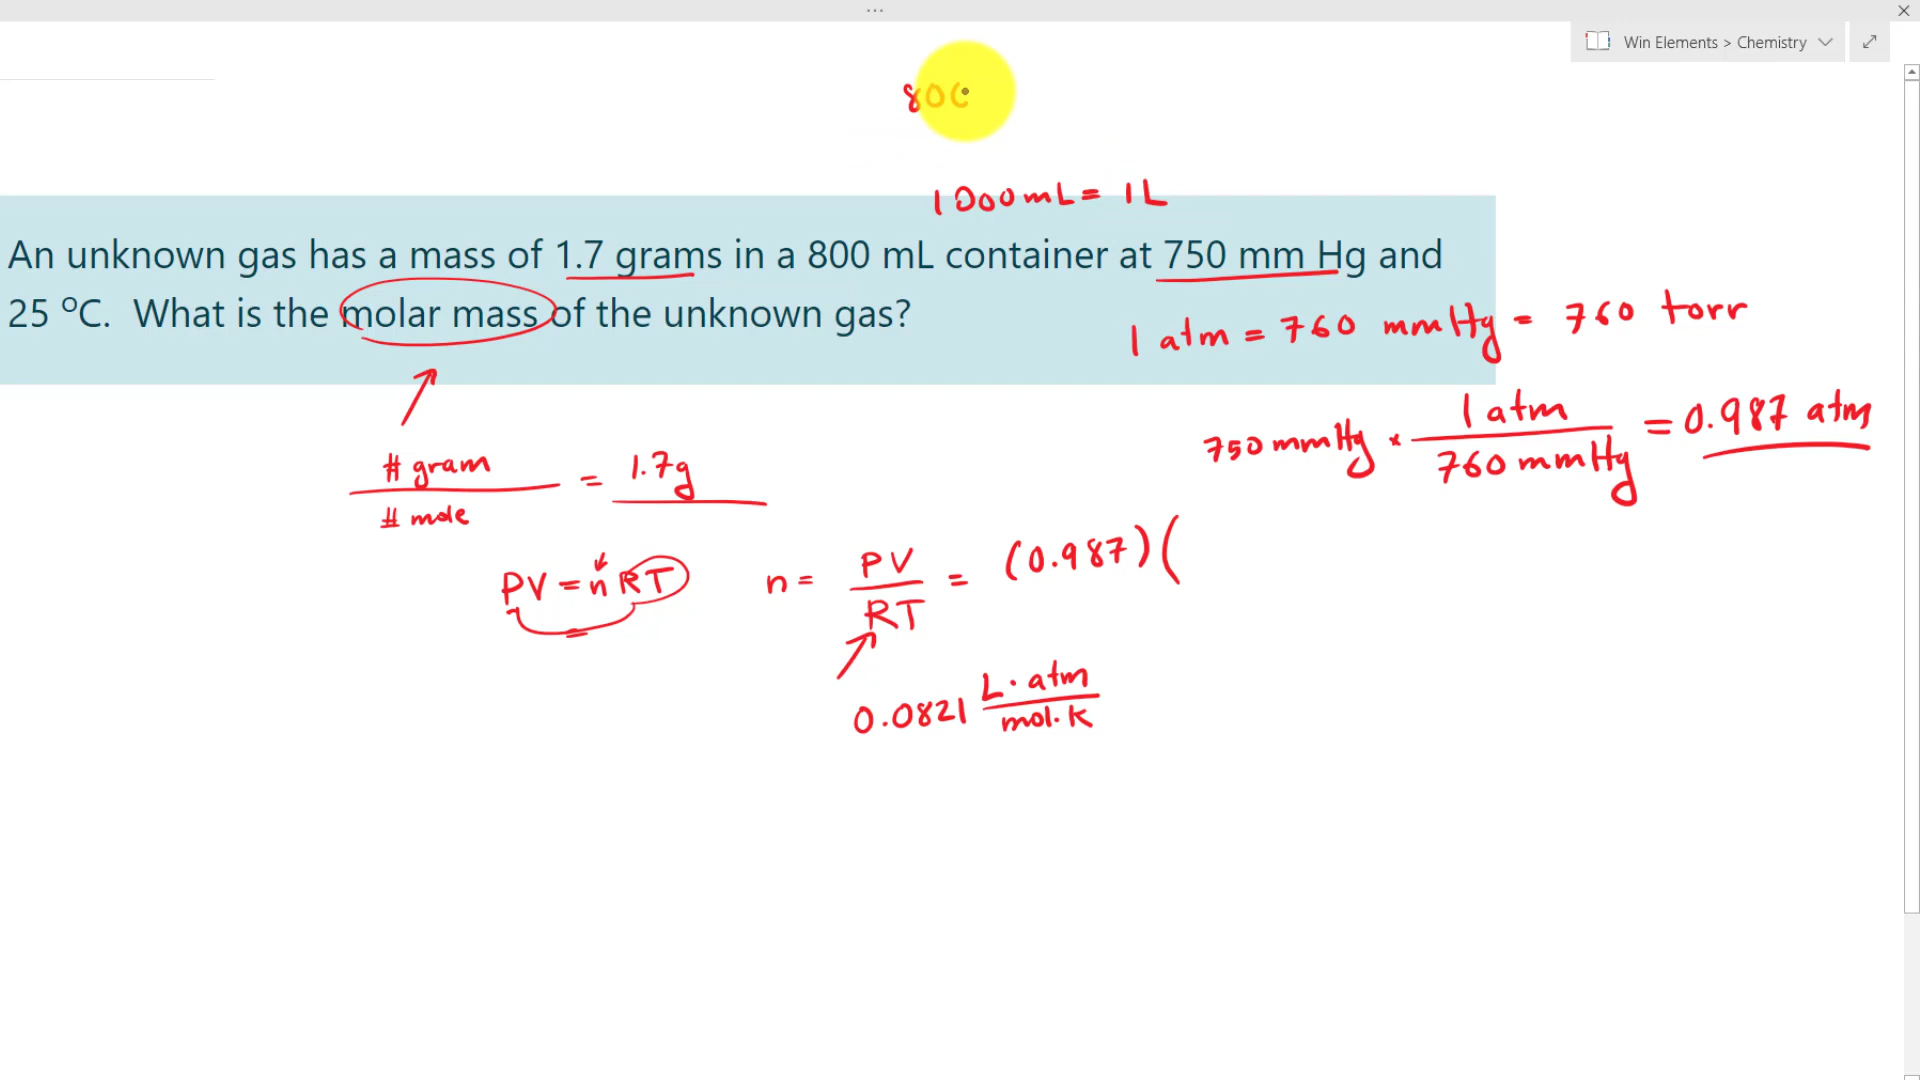 Win Elements > Chemistry
800
1000mL = 1L
An unknown gas has a mass of 1.7 grams in a 800 mL container at 750 mm Hg and
25 °C. What is the molar mass of the unknown gas?
1 atm = 760 mmHg = 760 torr
750 mmHg × 1 atm / 760 mmHg = 0.987 atm
# gram / # mole = 1.7g
PV = nRT
n = PV / RT = (0.987)(
0.0821 L·atm / mol·K